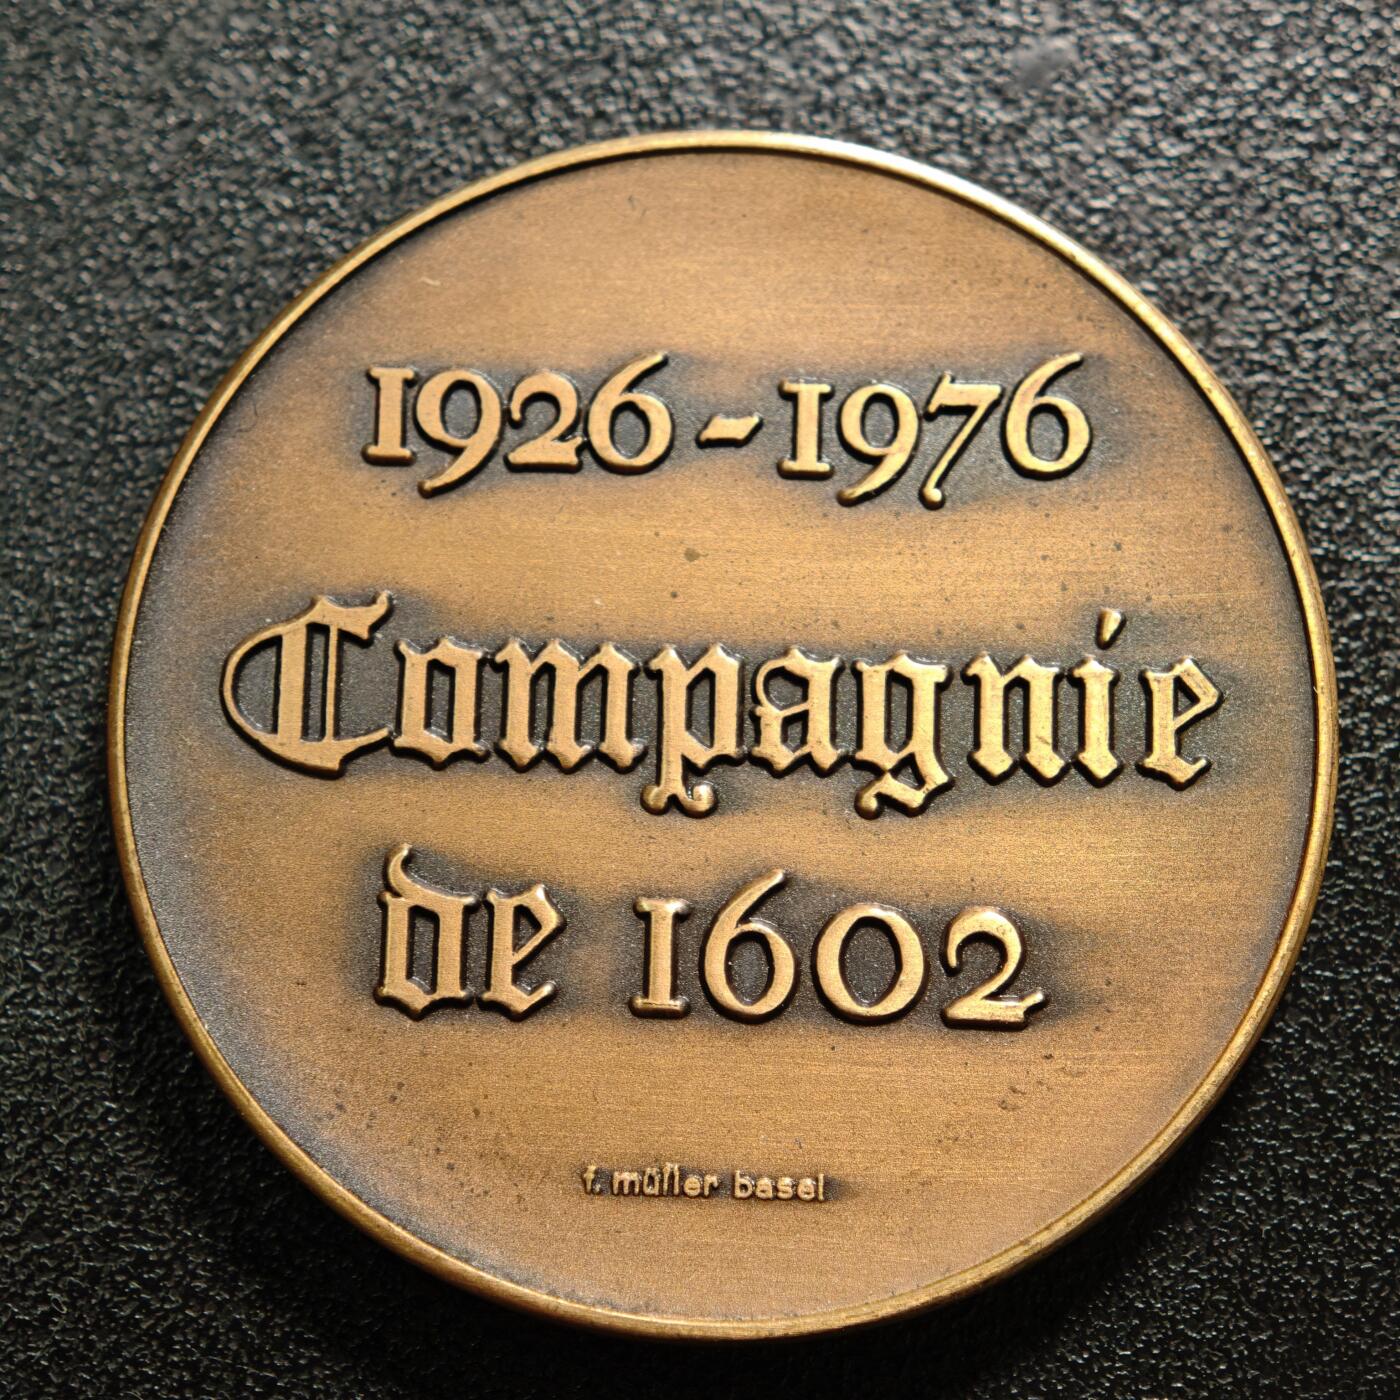 1926-1976
Compagnie
de 1602
f. müller basel